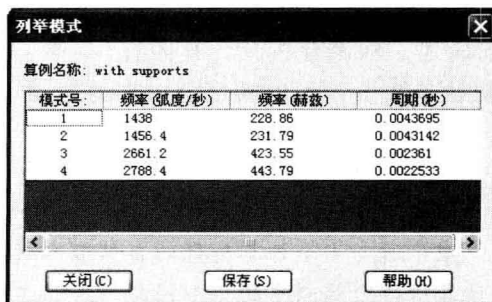 列举模式
算例名称: with supports
模式号: 频率(弧度/秒) 频率(赫兹) 周期(秒)
1 1438 228.86 0.0043695
2 1456.4 231.79 0.0043142
3 2661.2 423.55 0.002361
4 2788.4 443.79 0.0022533
关闭(C) 保存(S) 帮助(H)